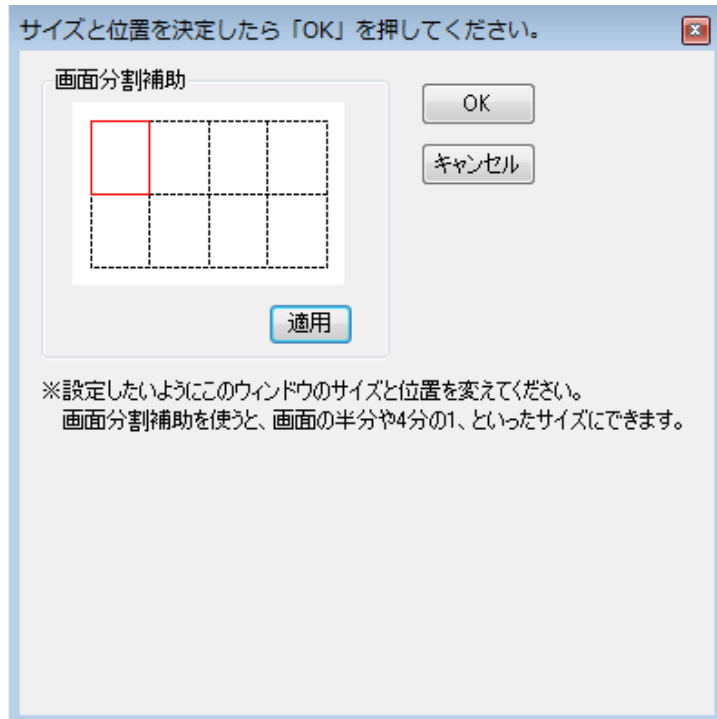 サイズと位置を決定したら「OK」を押してください。
画面分割補助
OK
キャンセル
適用
※設定したいようにこのウィンドウのサイズと位置を変えてください。
画面分割補助を使うと、画面の半分や4分の1、といったサイズにできます。